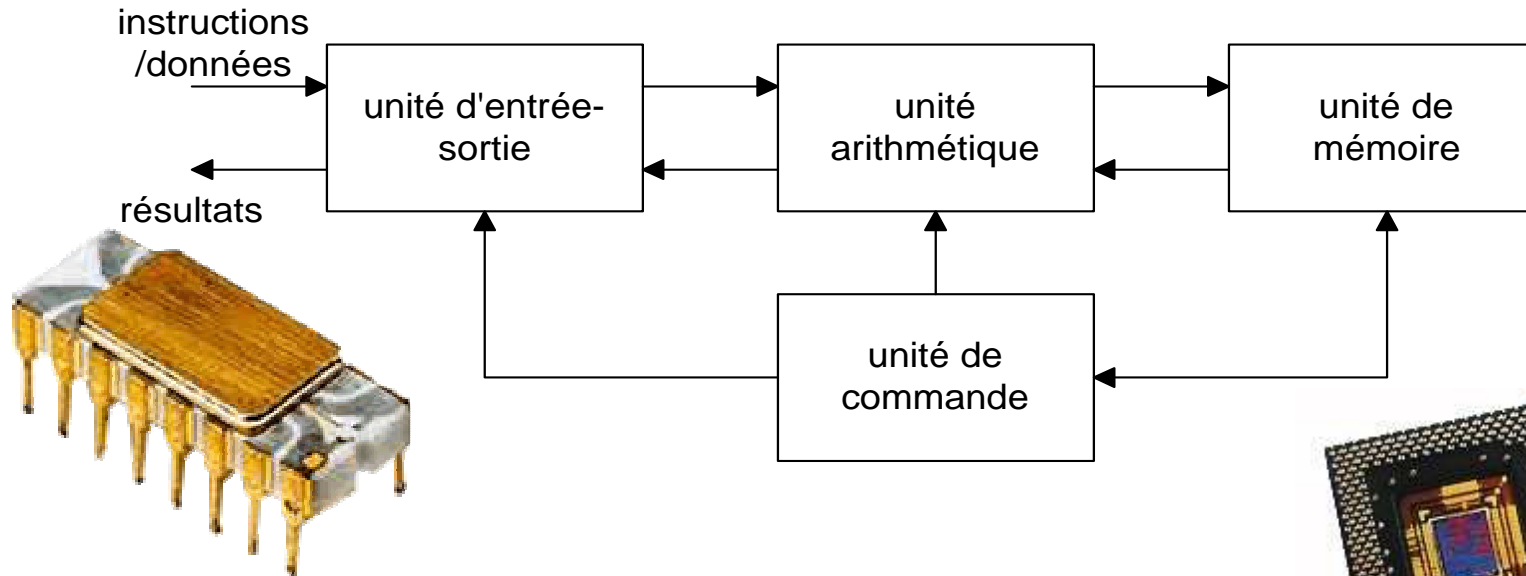 instructions
/données
unité d'entrée-
sortie
unité
arithmétique
unité de
mémoire
résultats
unité de
commande